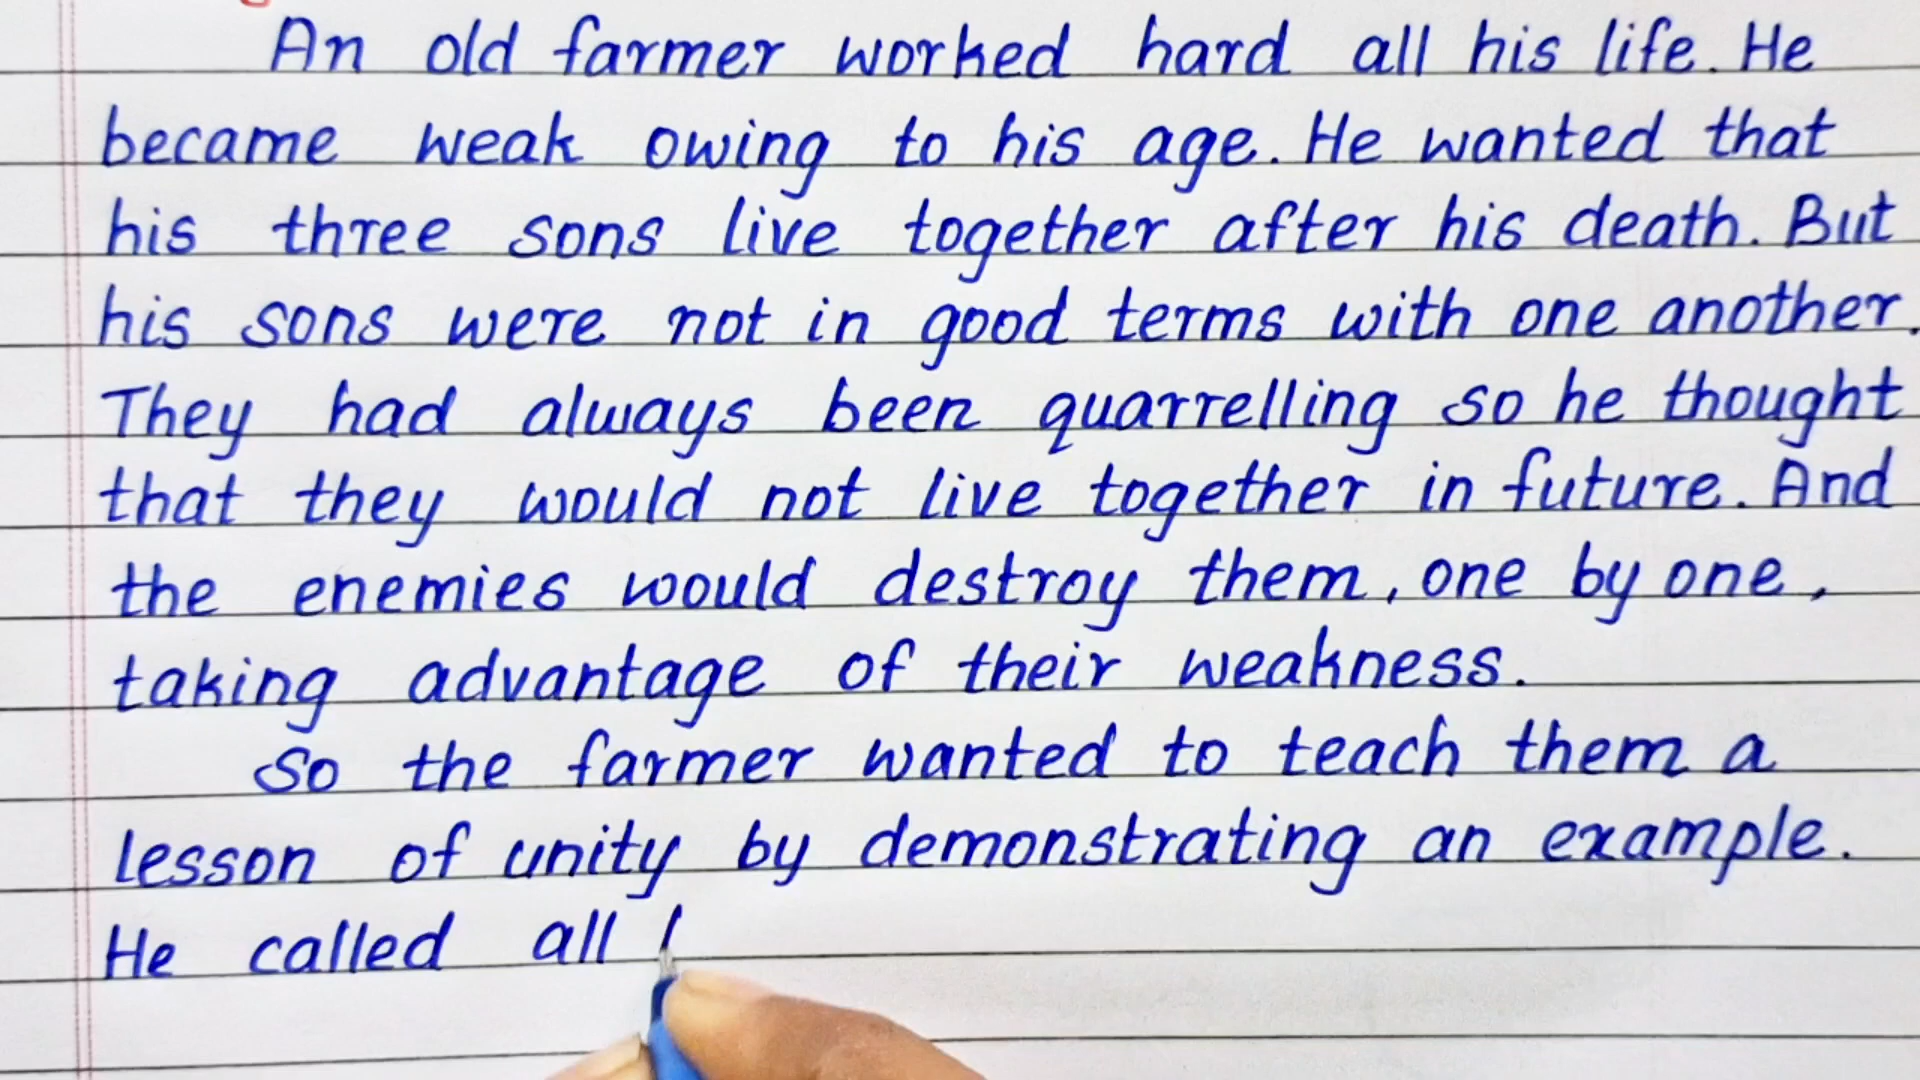 An old farmer worked hard all his life. He
became weak owing to his age. He wanted that
his three sons live together after his death. But
his sons were not in good terms with one another.
They had always been quarrelling so he thought
that they would not live together in future. And
the enemies would destroy them, one by one,
taking advantage of their weakness.
So the farmer wanted to teach them a
lesson of unity by demonstrating an example.
He called all